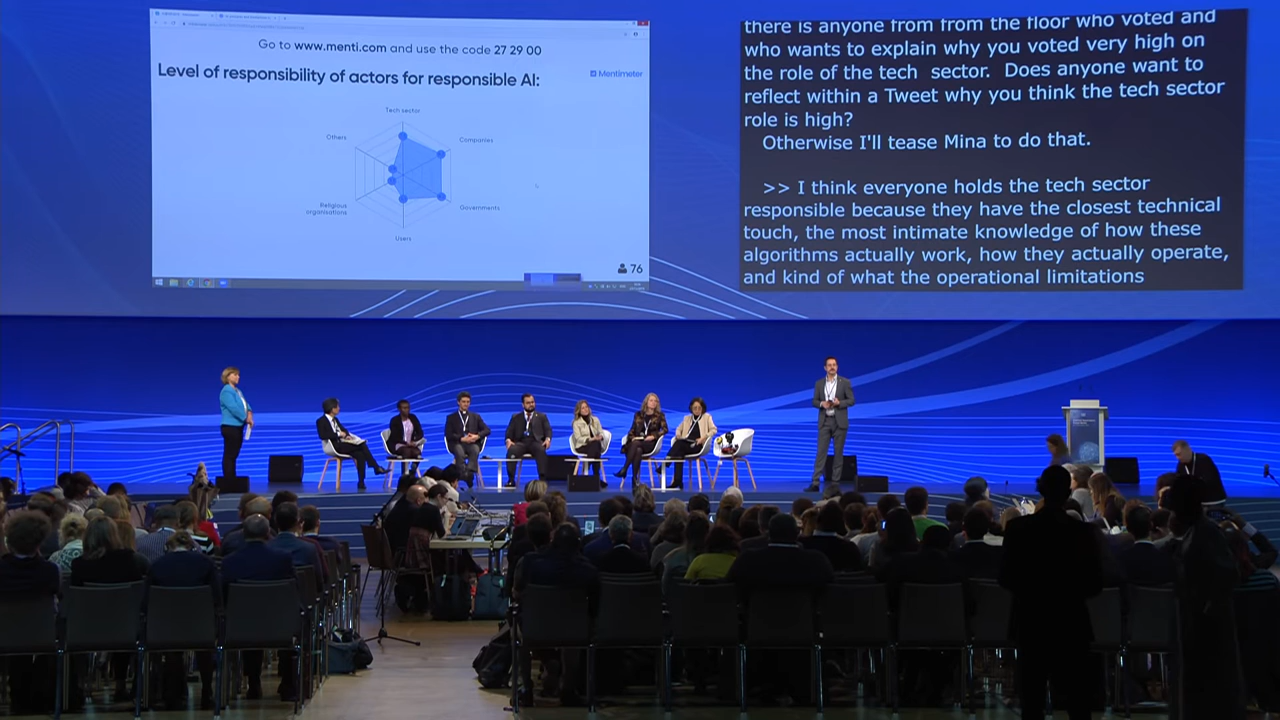 Go to www.menti.com and use the code 27 29 00
Level of responsibility of actors for responsible AI:
Mentimeter
Tech sector
Others
Companies
Religious
organisations
Governments
Users
76
there is anyone from from the floor who voted and
who wants to explain why you voted very high on
the role of the tech sector. Does anyone want to
reflect within a Tweet why you think the tech sector
role is high?
Otherwise I'll tease Mina to do that.
>> I think everyone holds the tech sector
responsible because they have the closest technical
touch, the most intimate knowledge of how these
algorithms actually work, how they actually operate,
and kind of what the operational limitations